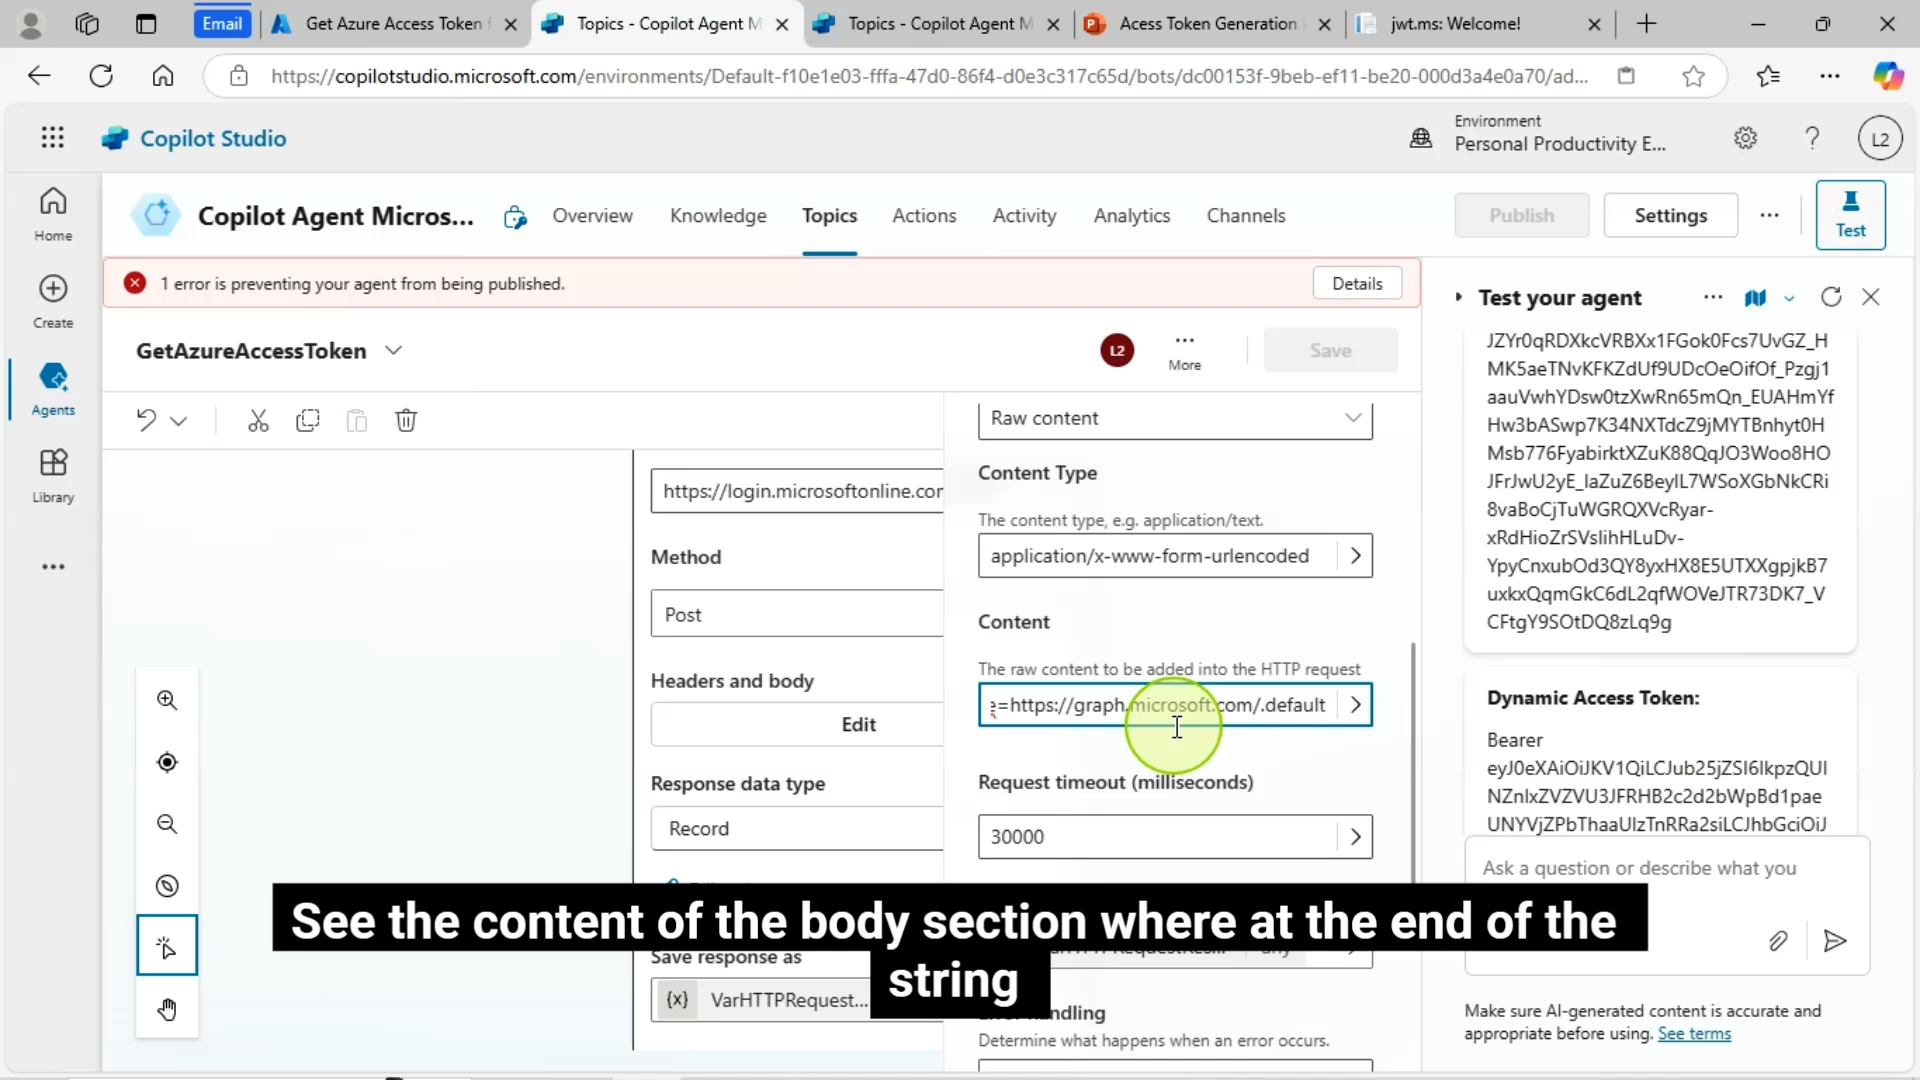 Email
Get Azure Access Token f
Topics - Copilot Agent M
Topics - Copilot Agent M
Acess Token Generation
jwt.ms: Welcome!
https://copilotstudio.microsoft.com/environments/Default-f10e1e03-fffa-47d0-86f4-d0e3c317c65d/bots/dc00153f-9beb-ef11-be20-000d3a4e0a70/ad...
Copilot Studio
Environment
Personal Productivity E...
L2
Home
Create
Agents
Library
Copilot Agent Micros...
Overview
Knowledge
Topics
Actions
Activity
Analytics
Channels
Publish
Settings
Test
1 error is preventing your agent from being published.
Details
GetAzureAccessToken
L2
More
Save
https://login.microsoftonline.com
Method
Post
Headers and body
Edit
Response data type
Record
Save response as
{x} VarHTTPRequest...
Raw content
Content Type
The content type, e.g. application/text.
application/x-www-form-urlencoded
Content
The raw content to be added into the HTTP request
e=https://graph.microsoft.com/.default
Request timeout (milliseconds)
30000
Error handling
Determine what happens when an error occurs.
Test your agent
JZYr0qRDXkcVRBXx1FGok0Fcs7UvGZ_H
MK5aeTNvKFKZdUf9UDcOeOifOf_Pzgj1
aauVwhYDsw0tzXwRn65mQn_EUAHmYf
Hw3bASwp7K34NXTdcZ9jMYTBnhyt0H
Msb776FyabirktXZuK88QqJO3Woo8HO
JFrJwU2yE_IaZuZ6BeyIL7WSoXGbNkCRi
8vaBoCjTuWGRQXVcRyar-
xRdHioZrSVslihHLuDv-
YpyCnxubOd3QY8yxHX8E5UTXXgpjkB7
uxkxQqmGkC6dL2qfWOVeJTR73DK7_V
CFtgY9SOtDQ8zLq9g
Dynamic Access Token:
Bearer
eyJ0eXAiOiJKV1QiLCJub25jZSI6IkpzQUl
NZnlxZVZVU3JFRHB2c2d2bWpBd1pae
UNYVjZPbThaaUlzTnRRa2siLCJhbGciOiJ
Ask a question or describe what you
Make sure AI-generated content is accurate and
appropriate before using. See terms
See the content of the body section where at the end of the
string